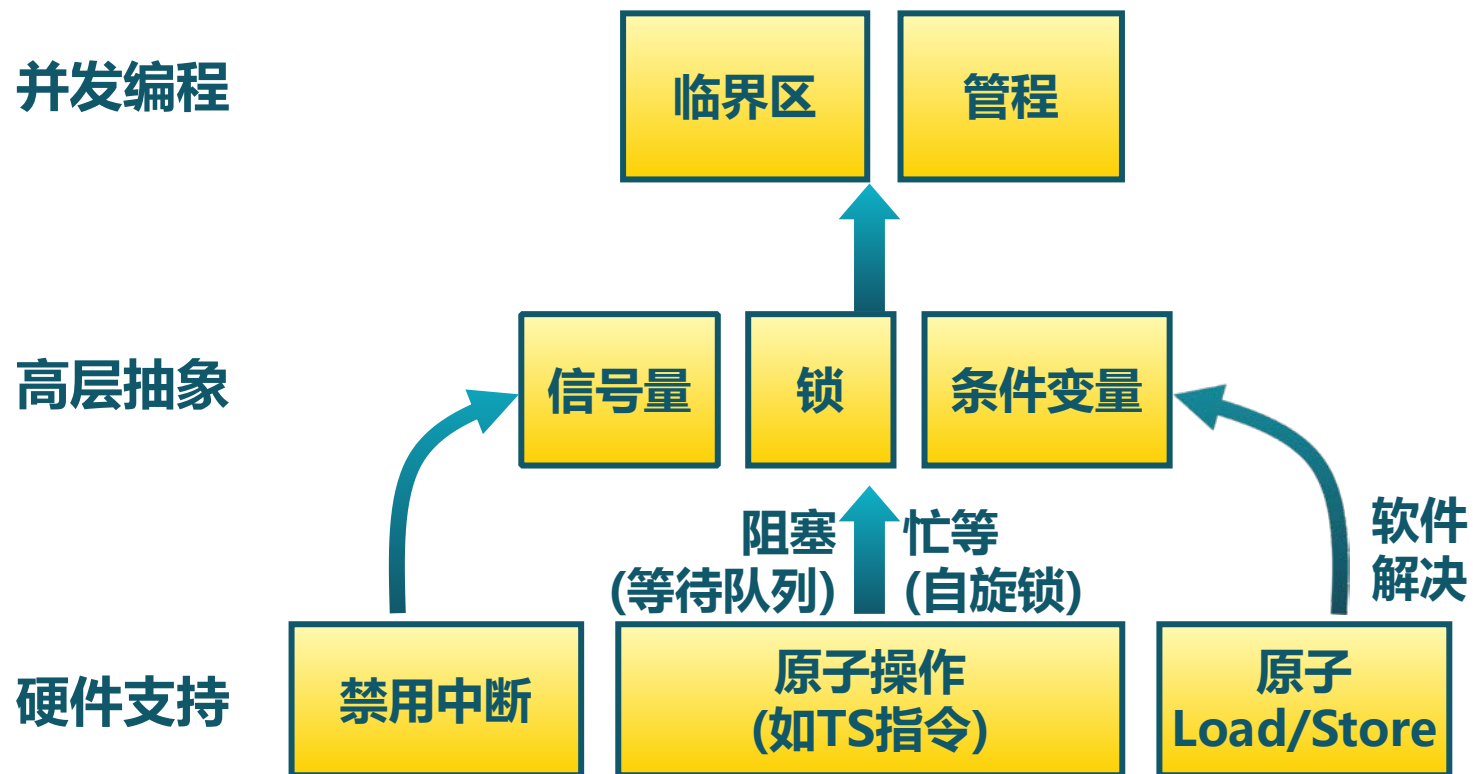 并发编程
临界区
管程
高层抽象
信号量
锁
条件变量
阻塞
(等待队列)
忙等
(自旋锁)
软件
解决
硬件支持
禁用中断
原子操作
(如TS指令)
原子
Load/Store